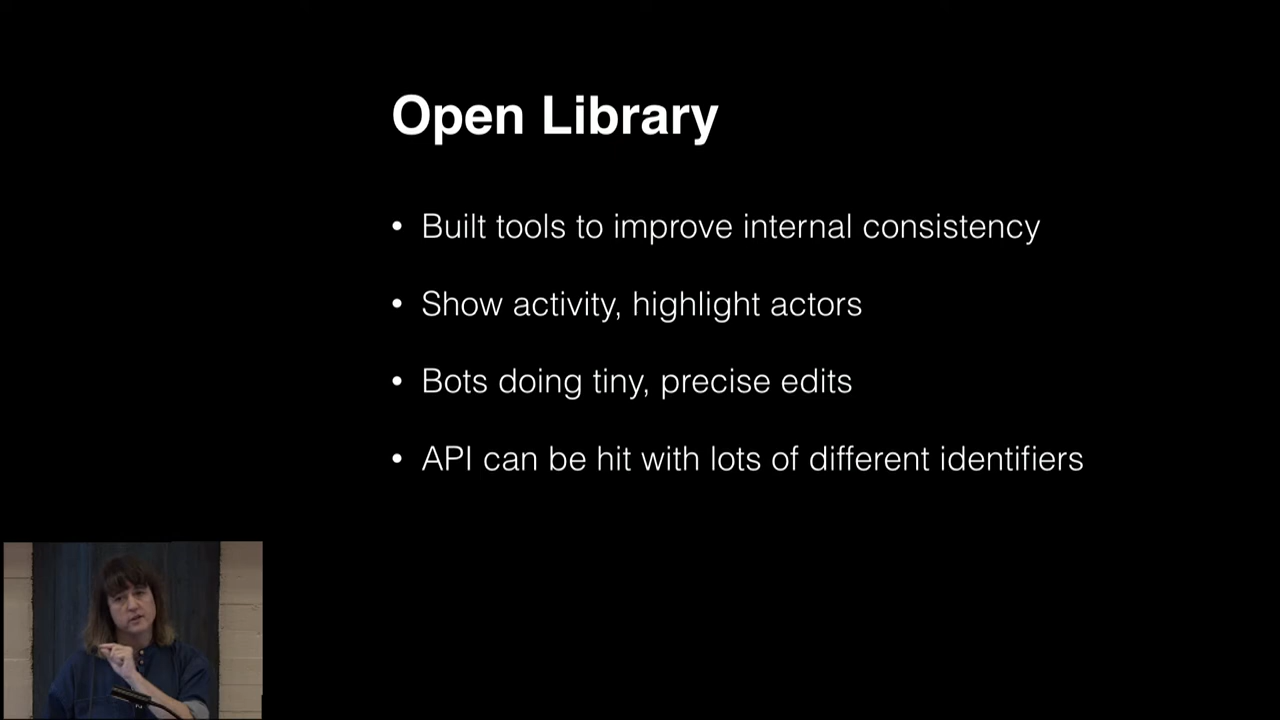 Open Library
• Built tools to improve internal consistency
• Show activity, highlight actors
• Bots doing tiny, precise edits
• API can be hit with lots of different identifiers